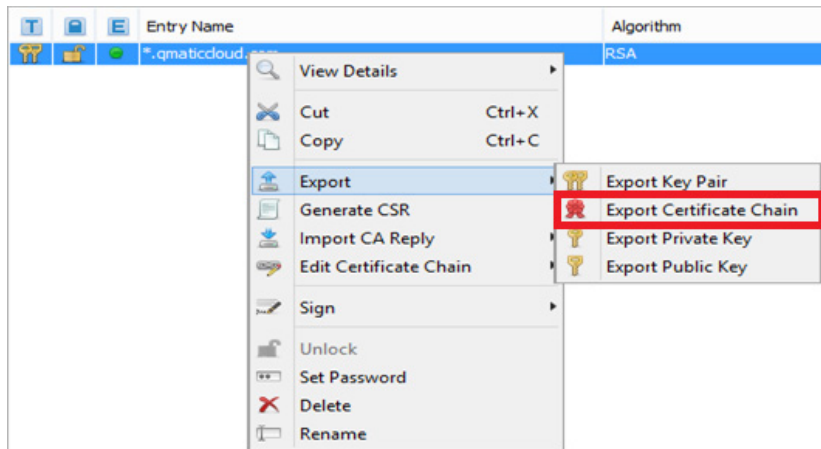 T E Entry Name Algorithm
*.qmaticcloud. RSA
View Details
Cut Ctrl+X
Copy Ctrl+C
Export
Export Key Pair
Generate CSR
Export Certificate Chain
Import CA Reply
Export Private Key
Edit Certificate Chain
Export Public Key
Sign
Unlock
Set Password
Delete
Rename